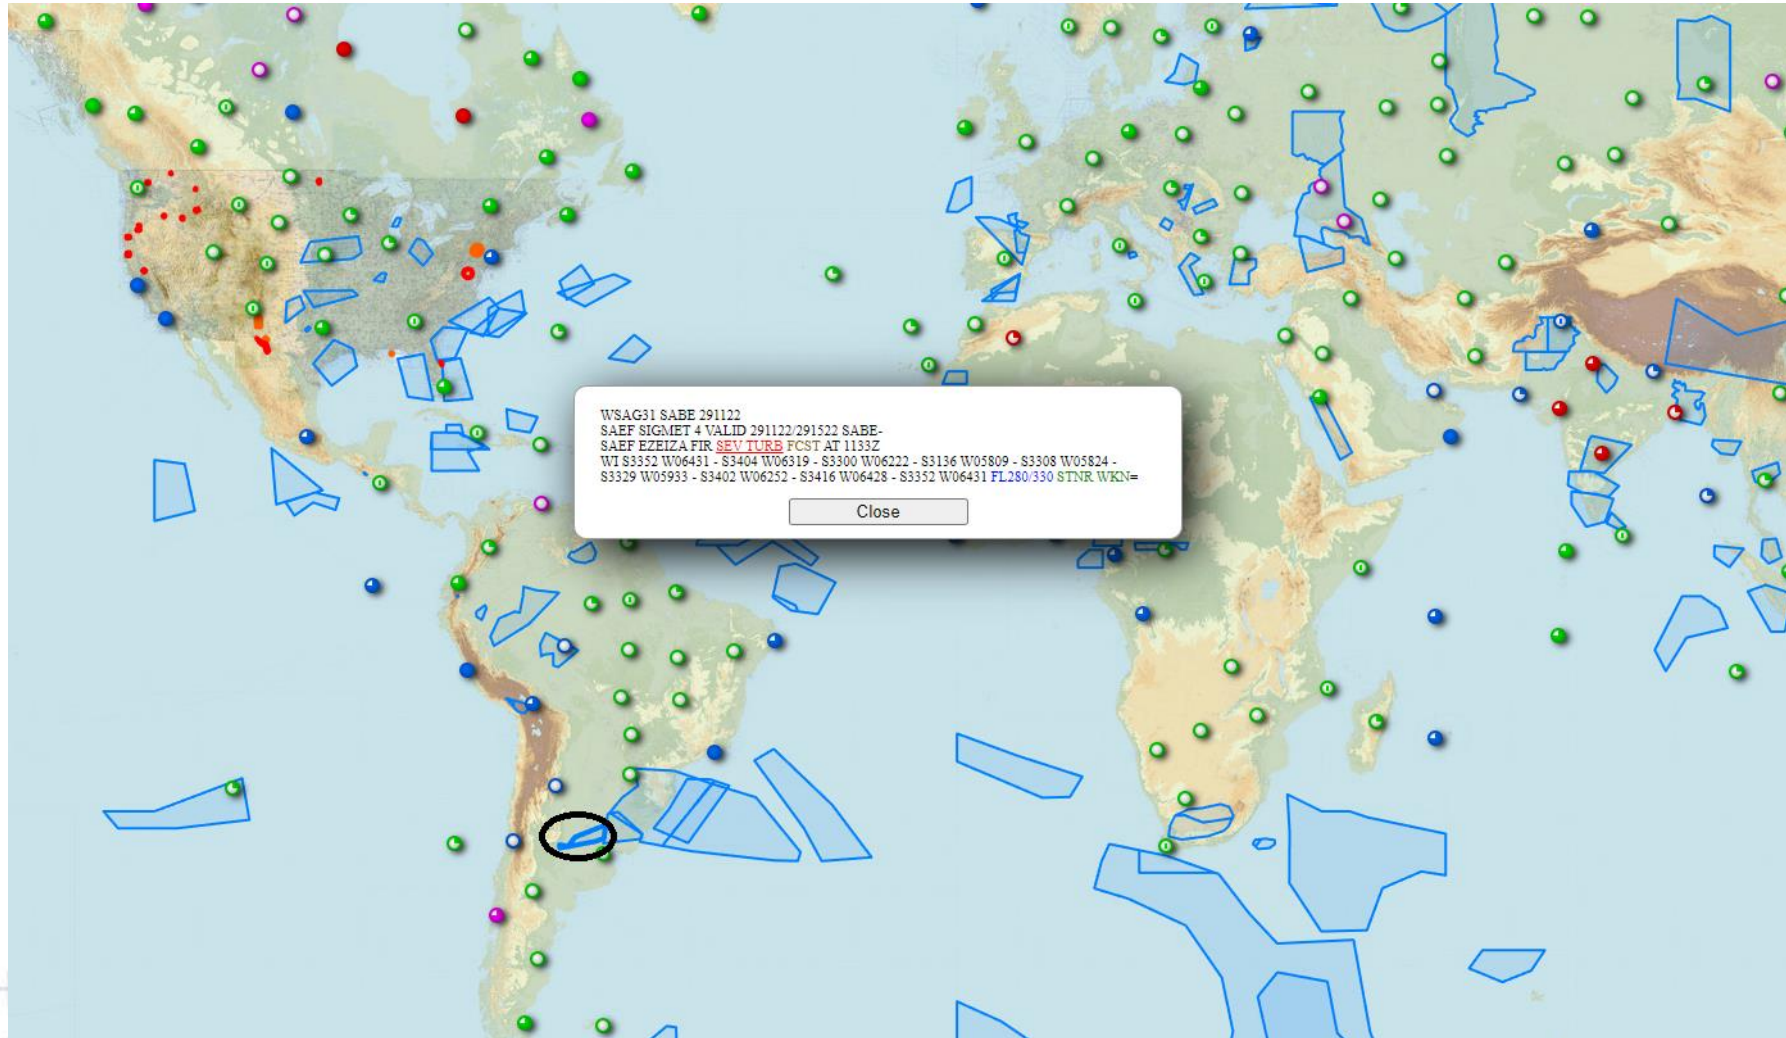 WSAG31 SABE 291122
SAEF SIGMET 4 VALID 291122/291522 SABE-
SAEF EZEIZA FIR SEV TURB FCST AT 1133Z
WI S3352 W06431 - S3404 W06319 - S3300 W06222 - S3136 W05809 - S3308 W05824 -
S3329 W05933 - S3402 W06252 - S3416 W06428 - S3352 W06431 FL280/330 STNR WKN=
Close